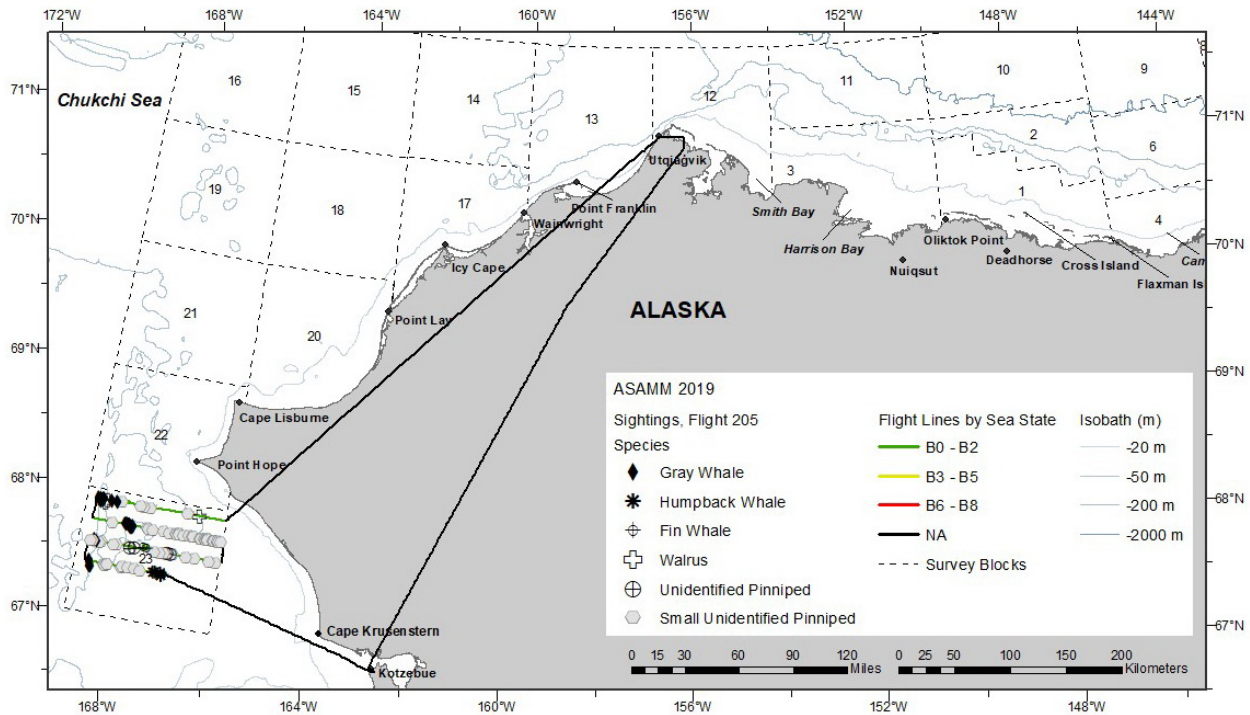 172°W 168°W 164°W 160°W 156°W 152°W 148°W 144°W
Chukchi Sea
16
15
14
13
12
11
10
9
71°N
71°N
2
6
Utqiaġvik
3
19
18
17
1
4
70°N
70°N
Point Franklin
Wainwright
Smith Bay
Harrison Bay
Oliktok Point
Nuiqsut
Deadhorse
Cross Island
Cam
Flaxman Is
Icy Cape
21
20
Point Lay
ALASKA
69°N
69°N
Cape Lisburne
22
Point Hope
68°N
68°N
23
67°N
67°N
Cape Krusenstern
Kotzebue
ASAMM 2019
Sightings, Flight 205
Species
Gray Whale
Humpback Whale
Fin Whale
Walrus
Unidentified Pinniped
Small Unidentified Pinniped
Flight Lines by Sea State
B0 - B2
B3 - B5
B6 - B8
NA
Survey Blocks
Isobath (m)
-20 m
-50 m
-200 m
-2000 m
0 15 30 60 90 120
Miles
0 25 50 100 150 200
Kilometers
168°W 164°W 160°W 156°W 152°W 148°W